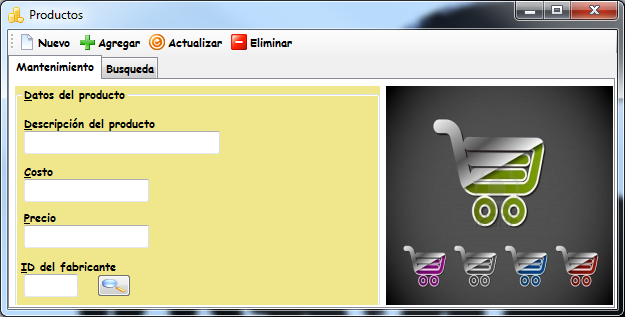 Productos
Nuevo Agregar Actualizar Eliminar
Mantenimiento Busqueda
Datos del producto
Descripción del producto
Costo
Precio
ID del fabricante